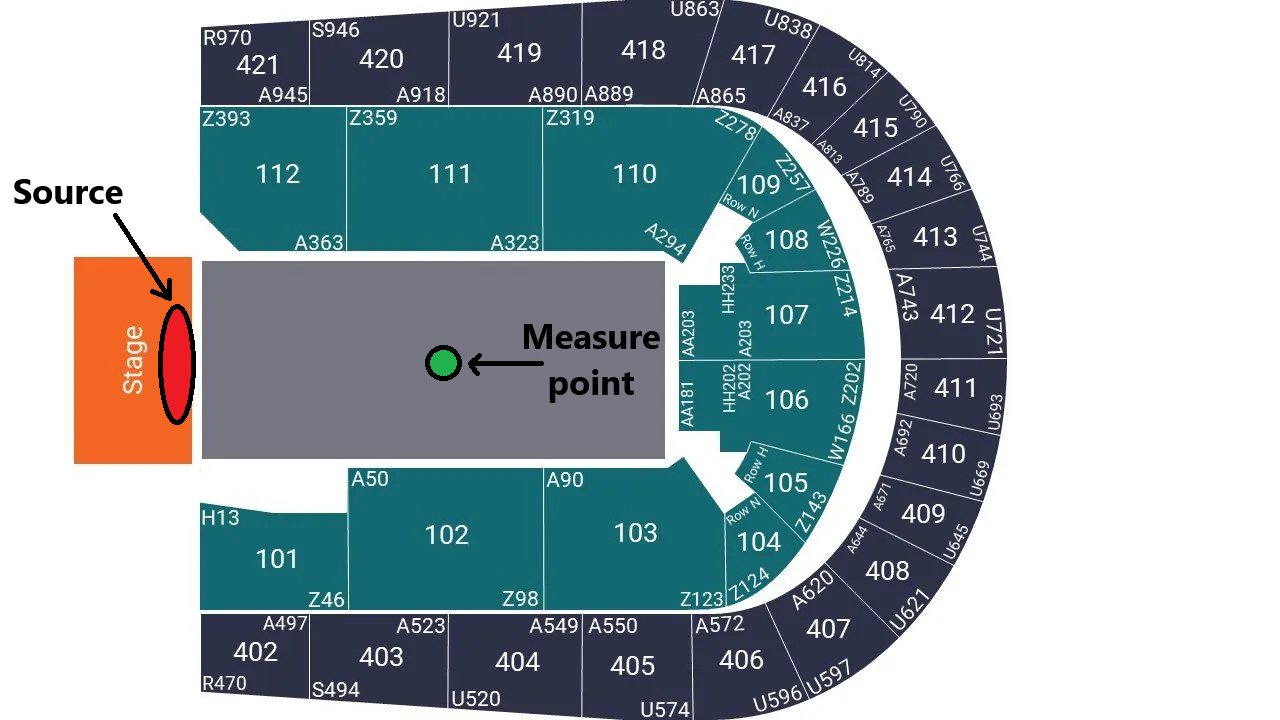 U863
U921
U838
S946
R970
421
420
419
418
417
416
U814
A945
A918
A890
A889
A865
A837
415
U790
Z393
Z359
Z319
Z278
A813
112
111
110
109
Z257
Row N
A789
414
U766
Source
A363
A323
A294
108
Row H
W226
A765
413
U744
Stage
Measure
point
HH233
AA203
A203
107
Z214
A743
412
U721
AA181
HH202
A202
106
Z202
W166
A720
411
U693
A692
410
U669
A50
A90
Row H
105
Z143
A671
409
U645
H13
101
102
103
Row N
104
Z124
A644
408
U621
Z46
Z98
Z123
A620
407
U597
A497
A523
A549
A550
A572
402
403
404
405
406
R470
S494
U520
U574
U596